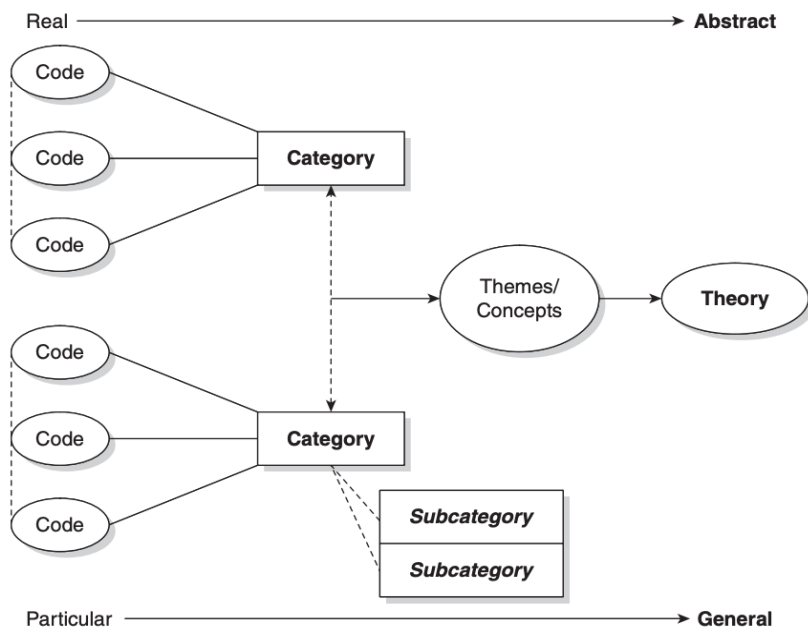 Real
Abstract
Code
Code
Category
Code
Themes/
Concepts
Theory
Code
Code
Category
Code
Subcategory
Subcategory
Particular
General